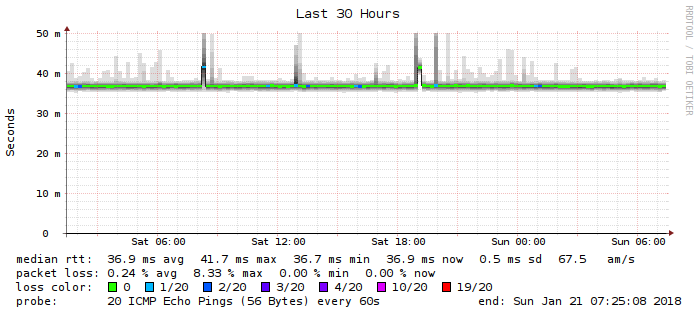 Last 30 Hours
RRDTOOL / TOBI OETIKER
50 m
40 m
30 m
20 m
10 m
0
Seconds
Sat 06:00 Sat 12:00 Sat 18:00 Sun 00:00 Sun 06:00
median rtt: 36.9 ms avg 41.7 ms max 36.7 ms min 36.9 ms now 0.5 ms sd 67.5 am/s
packet loss: 0.24 % avg 8.33 % max 0.00 % min 0.00 % now
loss color: 0 1/20 2/20 3/20 4/20 10/20 19/20
probe: 20 ICMP Echo Pings (56 Bytes) every 60s end: Sun Jan 21 07:25:08 2018